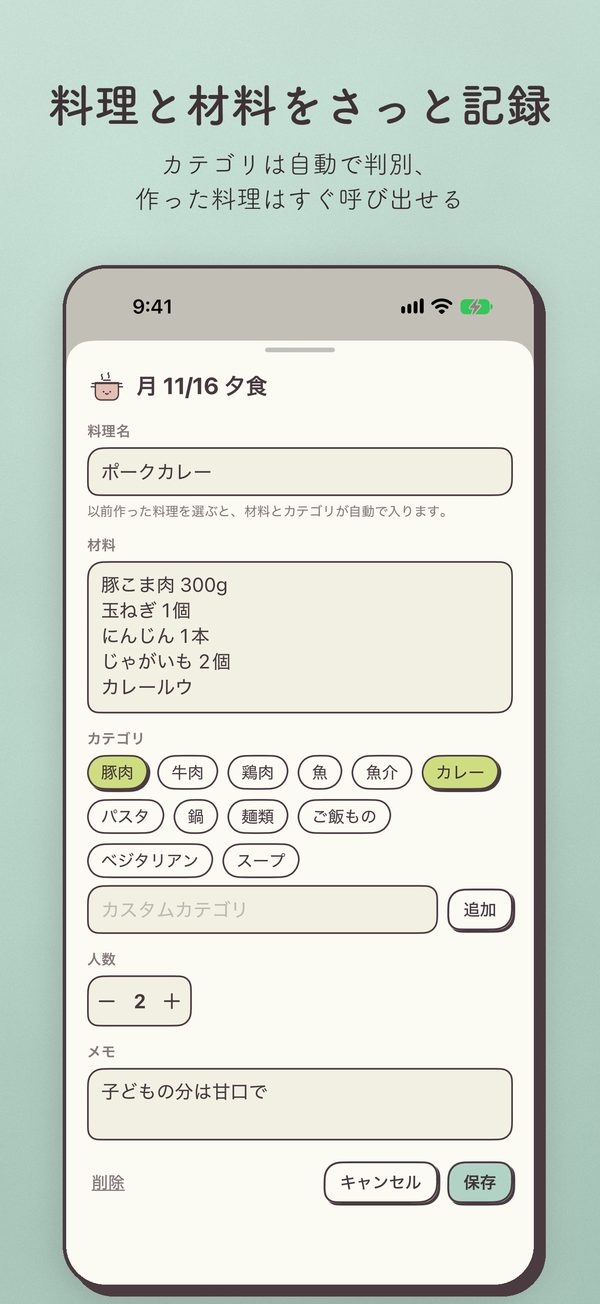 料理と材料をさっと記録
カテゴリは自動で判別、
作った料理はすぐ呼び出せる
9:41
月 11/16 夕食
料理名
ポークカレー
以前作った料理を選ぶと、材料とカテゴリが自動で入ります。
材料
豚こま肉 300g
玉ねぎ 1個
にんじん 1本
じゃがいも 2個
カレールウ
カテゴリ
豚肉 牛肉 鶏肉 魚 魚介 カレー
パスタ 鍋 麺類 ご飯もの
ベジタリアン スープ
カスタムカテゴリ 追加
人数
− 2 +
メモ
子どもの分は甘口で
削除 キャンセル 保存